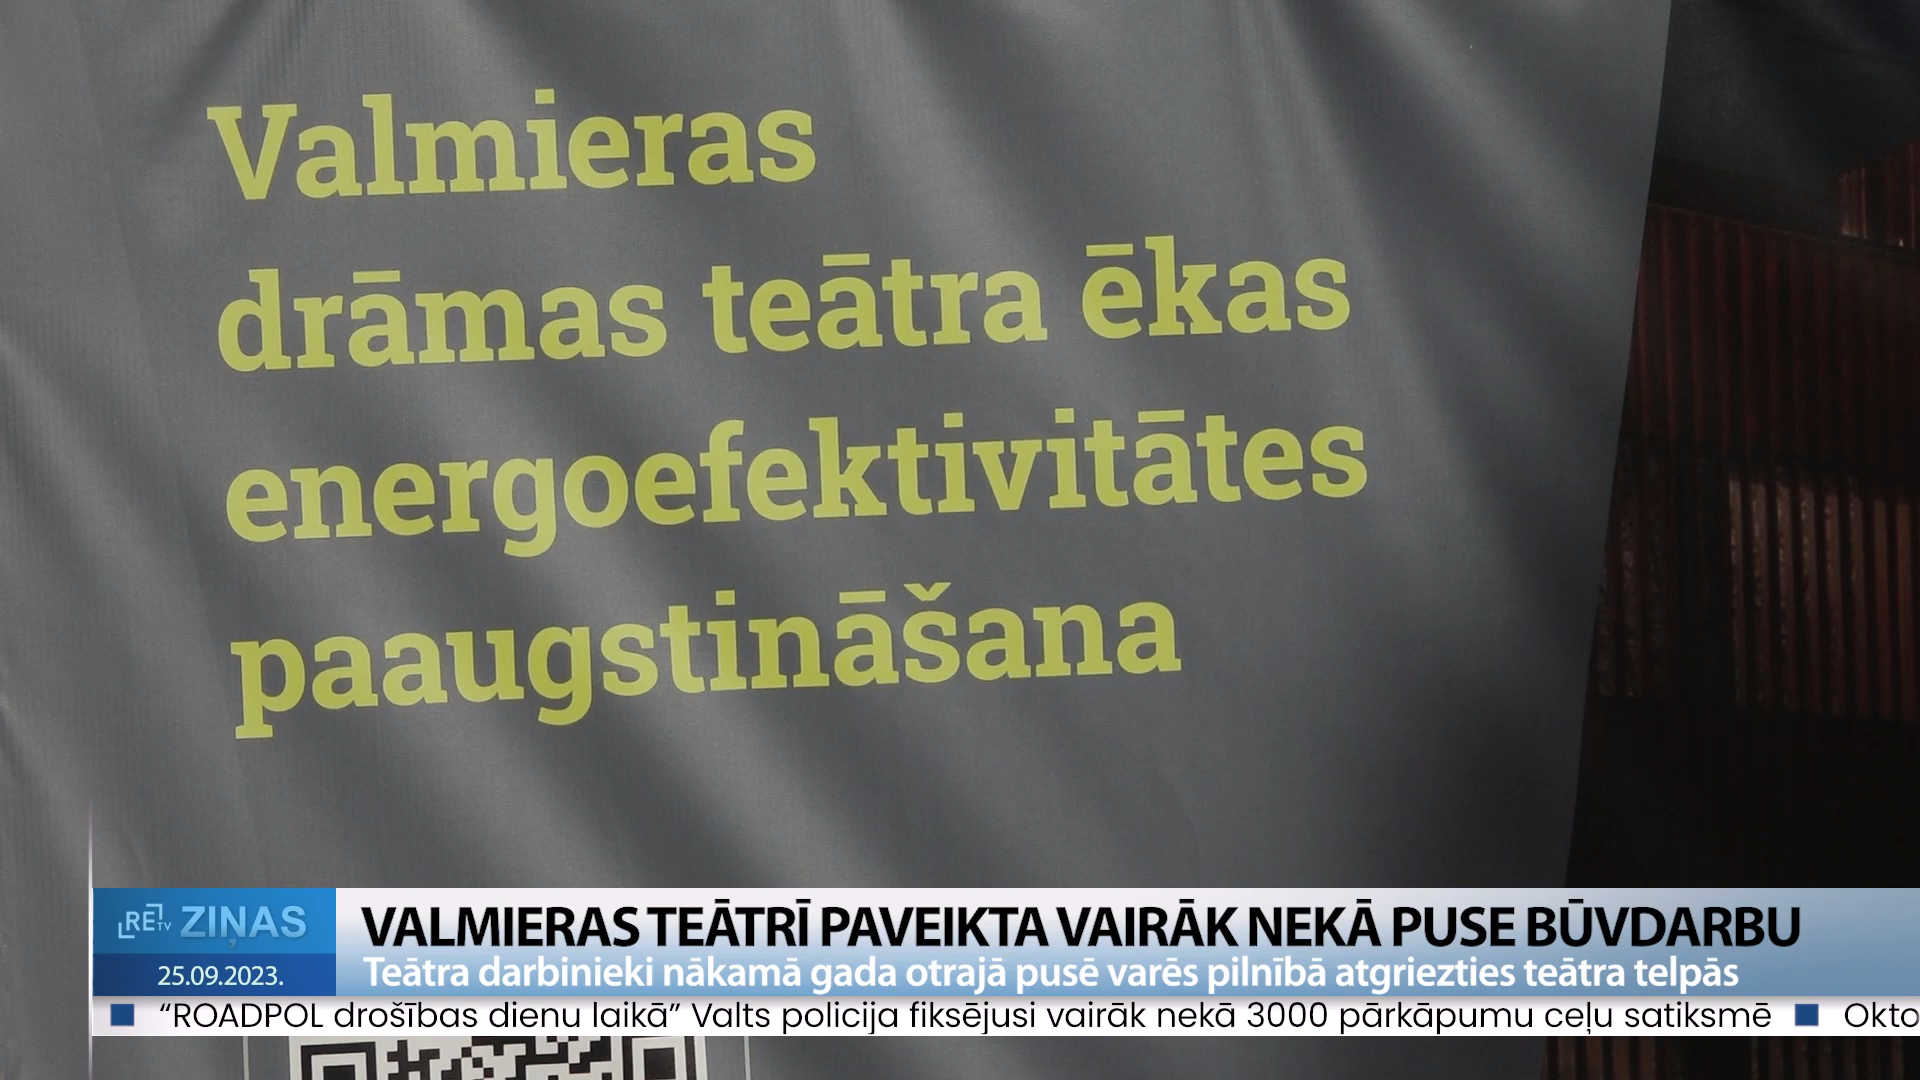 Valmieras
drāmas teātra ēkas
energoefektivitātes
paaugstināšana
RE TV ZIŅAS
VALMIERAS TEĀTRĪ PAVEIKTA VAIRĀK NEKĀ PUSE BŪVDARBU
25.09.2023.
Teātra darbinieki nākamā gada otrajā pusē varēs pilnībā atgriezties teātra telpās
“ROADPOL drošības dienu laikā” Valts policija fiksējusi vairāk nekā 3000 pārkāpumu ceļu satiksmē
Okto